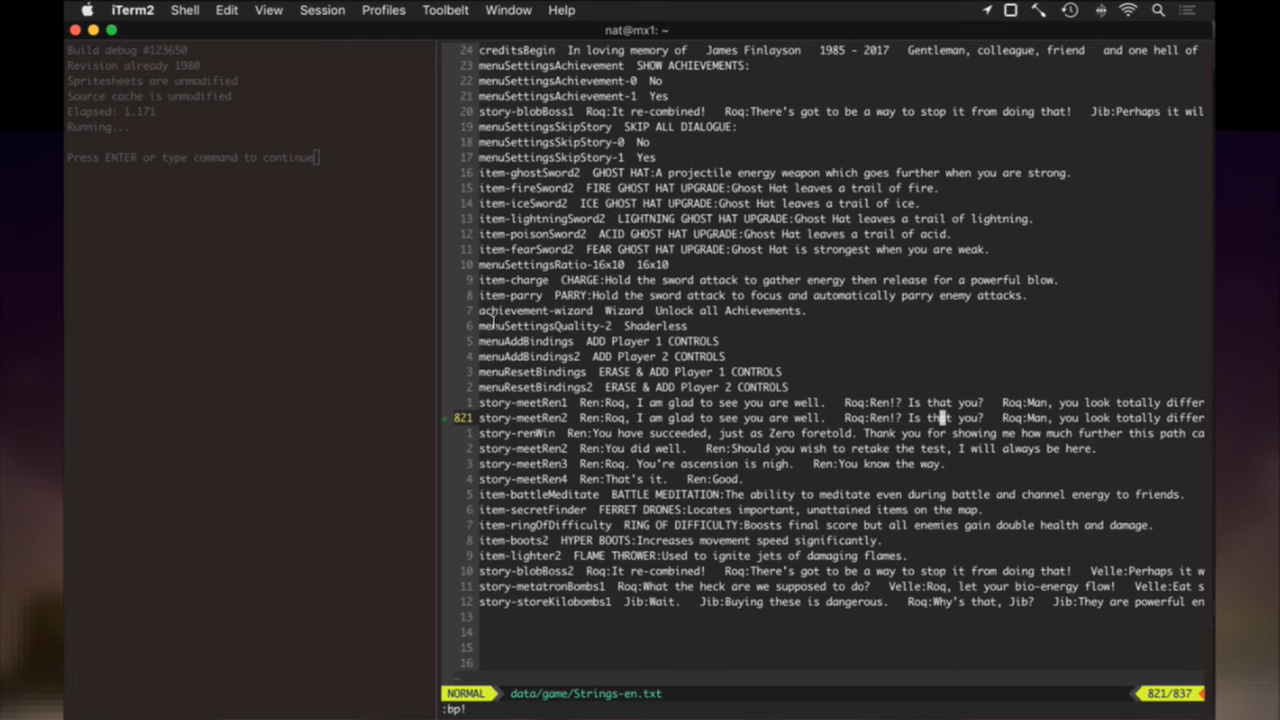 iTerm2 Shell Edit View Session Profiles Toolbelt Window Help
nat@mx1: ~
Build debug #123650
Revision already 1980
Spritesheets are unmodified
Source cache is unmodified
Elapsed: 1.171
Running...
Press ENTER or type command to continue
24 creditsBegin In loving memory of James Finlayson 1985 - 2017 Gentleman, colleague, friend and one hell of
23 menuSettingsAchievement SHOW ACHIEVEMENTS:
22 menuSettingsAchievement-0 No
21 menuSettingsAchievement-1 Yes
20 story-blobBoss1 Roq:It re-combined! Roq:There's got to be a way to stop it from doing that! Jib:Perhaps it wil
19 menuSettingsSkipStory SKIP ALL DIALOGUE:
18 menuSettingsSkipStory-0 No
17 menuSettingsSkipStory-1 Yes
16 item-ghostSword2 GHOST HAT:A projectile energy weapon which goes further when you are strong.
15 item-fireSword2 FIRE GHOST HAT UPGRADE:Ghost Hat leaves a trail of fire.
14 item-iceSword2 ICE GHOST HAT UPGRADE:Ghost Hat leaves a trail of ice.
13 item-lightningSword2 LIGHTNING GHOST HAT UPGRADE:Ghost Hat leaves a trail of lightning.
12 item-poisonSword2 ACID GHOST HAT UPGRADE:Ghost Hat leaves a trail of acid.
11 item-fearSword2 FEAR GHOST HAT UPGRADE:Ghost Hat is strongest when you are weak.
10 menuSettingsRatio-16x10 16x10
9 item-charge CHARGE:Hold the sword attack to gather energy then release for a powerful blow.
8 item-parry PARRY:Hold the sword attack to focus and automatically parry enemy attacks.
7 achievement-wizard Wizard Unlock all Achievements.
6 menuSettingsQuality-2 Shaderless
5 menuAddBindings ADD Player 1 CONTROLS
4 menuAddBindings2 ADD Player 2 CONTROLS
3 menuResetBindings ERASE & ADD Player 1 CONTROLS
2 menuResetBindings2 ERASE & ADD Player 2 CONTROLS
1 story-meetRen1 Ren:Roq, I am glad to see you are well. Roq:Ren!? Is that you? Roq:Man, you look totally differ
+ 821 story-meetRen2 Ren:Roq, I am glad to see you are well. Roq:Ren!? Is that you? Roq:Man, you look totally differ
1 story-renWin Ren:You have succeeded, just as Zero foretold. Thank you for showing me how much further this path ca
2 story-meetRen2 Ren:You did well. Ren:Should you wish to retake the test, I will always be here.
3 story-meetRen3 Ren:Roq. You're ascension is nigh. Ren:You know the way.
4 story-meetRen4 Ren:That's it. Ren:Good.
5 item-battleMeditate BATTLE MEDITATION:The ability to meditate even during battle and channel energy to friends.
6 item-secretFinder FERRET DRONES:Locates important, unattained items on the map.
7 item-ringOfDifficulty RING OF DIFFICULTY:Boosts final score but all enemies gain double health and damage.
8 item-boots2 HYPER BOOTS:Increases movement speed significantly.
9 item-lighter2 FLAME THROWER:Used to ignite jets of damaging flames.
10 story-blobBoss2 Roq:It re-combined! Roq:There's got to be a way to stop it from doing that! Velle:Perhaps it w
11 story-metatronBombs1 Roq:What the heck are we supposed to do? Velle:Roq, let your bio-energy flow! Velle:Eat s
12 story-storeKilobombs1 Jib:Wait. Jib:Buying these is dangerous. Roq:Why's that, Jib? Jib:They are powerful en
13
14
15
16
NORMAL data/game/Strings-en.txt 821/837
:bp!